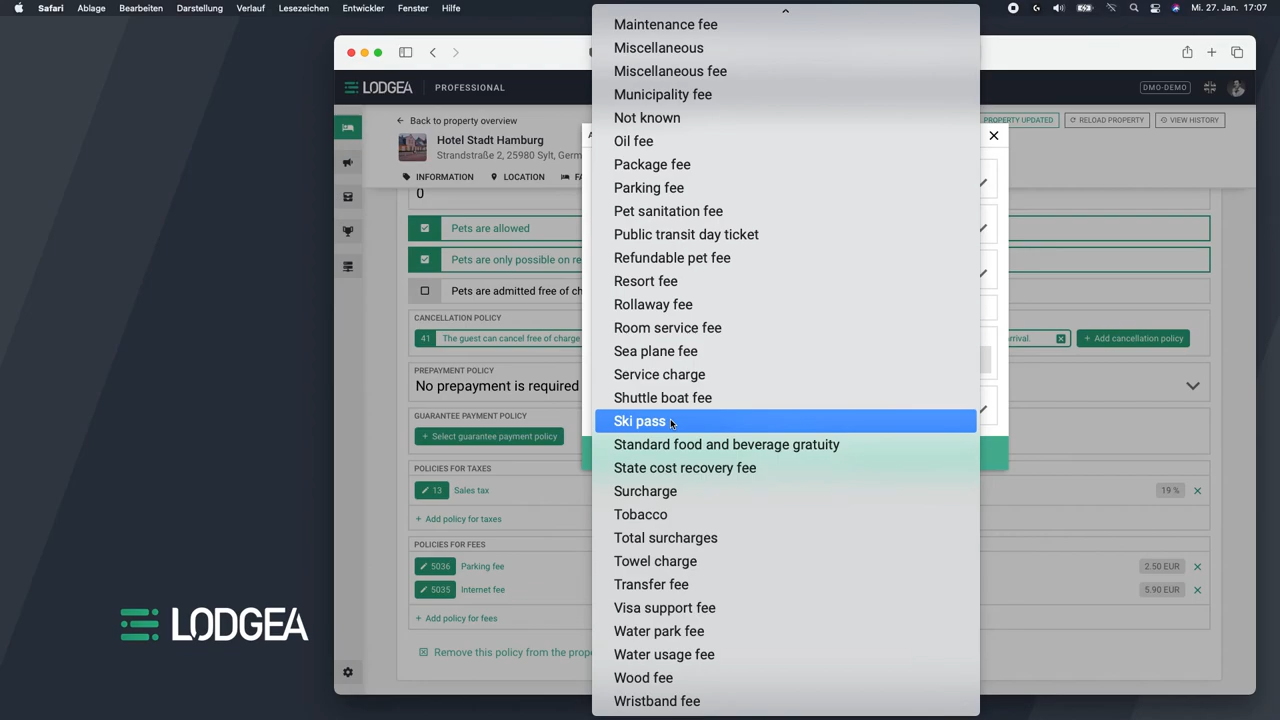 Safari Ablage Bearbeiten Darstellung Verlauf Lesezeichen Entwickler Fenster Hilfe
Mi. 27. Jan. 17:07
LODGEA PROFESSIONAL
DMO-DEMO
Back to property overview
PROPERTY UPDATED
RELOAD PROPERTY
VIEW HISTORY
Hotel Stadt Hamburg
Strandstraße 2, 25980 Sylt, Germ
INFORMATION
LOCATION
FA
0
Pets are allowed
Pets are only possible on re
Pets are admitted free of ch
CANCELLATION POLICY
41 The guest can cancel free of charge
rrival.
+ Add cancellation policy
PREPAYMENT POLICY
No prepayment is required
GUARANTEE PAYMENT POLICY
+ Select guarantee payment policy
POLICIES FOR TAXES
13 Sales tax
19 %
+ Add policy for taxes
POLICIES FOR FEES
5036 Parking fee
2.50 EUR
5035 Internet fee
5.90 EUR
+ Add policy for fees
Remove this policy from the prope
Maintenance fee
Miscellaneous
Miscellaneous fee
Municipality fee
Not known
Oil fee
Package fee
Parking fee
Pet sanitation fee
Public transit day ticket
Refundable pet fee
Resort fee
Rollaway fee
Room service fee
Sea plane fee
Service charge
Shuttle boat fee
Ski pass
Standard food and beverage gratuity
State cost recovery fee
Surcharge
Tobacco
Total surcharges
Towel charge
Transfer fee
Visa support fee
Water park fee
Water usage fee
Wood fee
Wristband fee
LODGEA